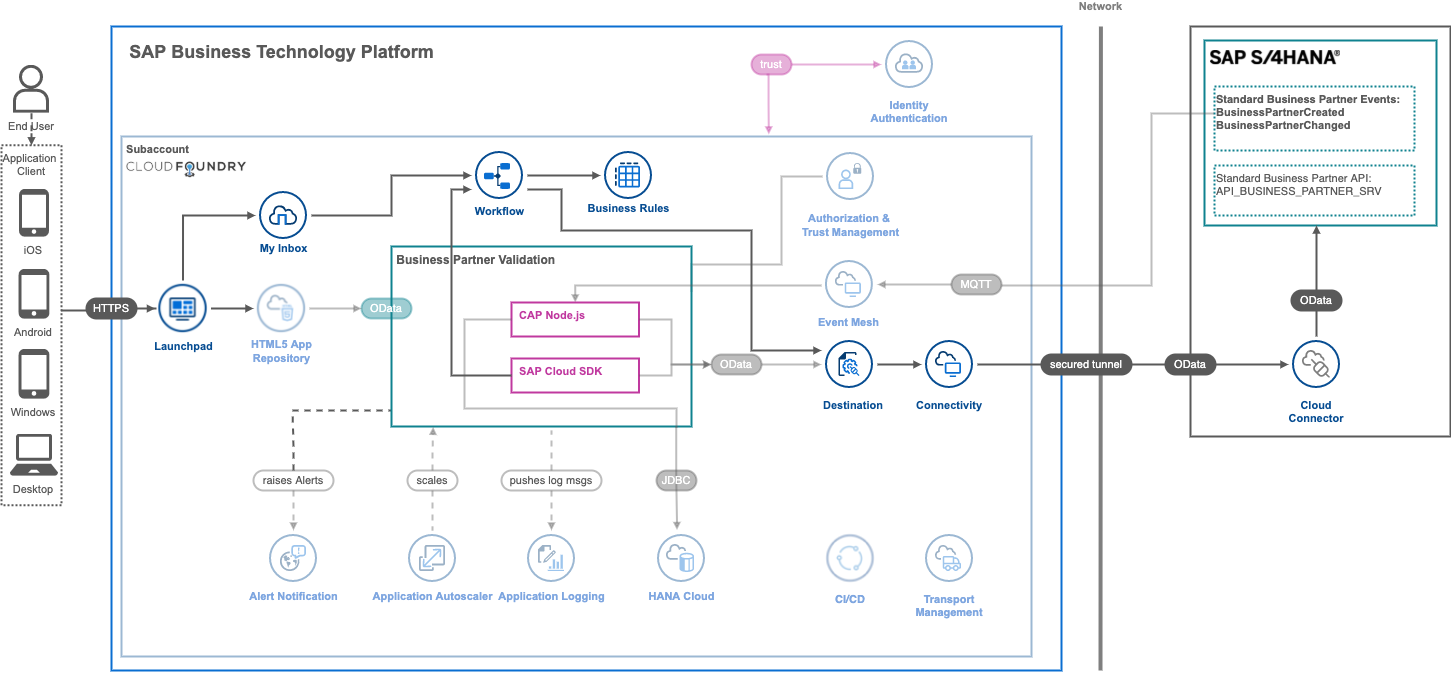 Network
SAP Business Technology Platform
trust
Identity
Authentication
SAP S/4HANA®
Standard Business Partner Events:
BusinessPartnerCreated
BusinessPartnerChanged
Standard Business Partner API:
API_BUSINESS_PARTNER_SRV
End User
Application
Client
iOS
Android
Windows
Desktop
HTTPS
Subaccount
CLOUD FOUNDRY
My Inbox
Workflow
Business Rules
Authorization &
Trust Management
Launchpad
HTML5 App
Repository
OData
Business Partner Validation
CAP Node.js
SAP Cloud SDK
Event Mesh
MQTT
OData
Destination
Connectivity
secured tunnel
OData
OData
Cloud
Connector
raises Alerts
scales
pushes log msgs
JDBC
Alert Notification
Application Autoscaler
Application Logging
HANA Cloud
CI/CD
Transport
Management